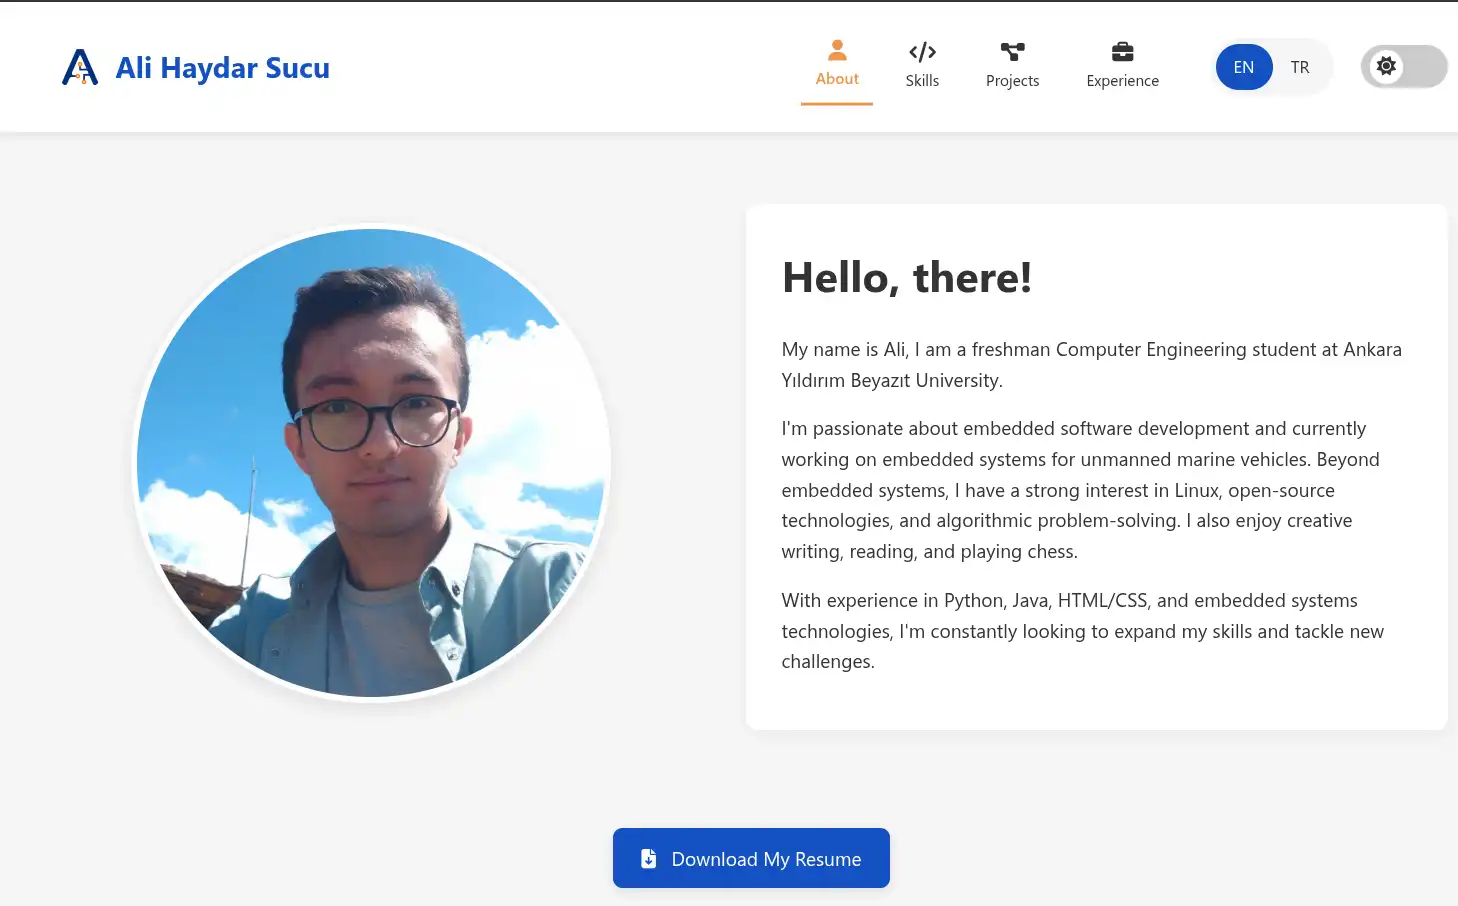 Ali Haydar Sucu
About
Skills
Projects
Experience
EN
TR
Hello, there!
My name is Ali, I am a freshman Computer Engineering student at Ankara
Yıldırım Beyazıt University.
I'm passionate about embedded software development and currently
working on embedded systems for unmanned marine vehicles. Beyond
embedded systems, I have a strong interest in Linux, open-source
technologies, and algorithmic problem-solving. I also enjoy creative
writing, reading, and playing chess.
With experience in Python, Java, HTML/CSS, and embedded systems
technologies, I'm constantly looking to expand my skills and tackle new
challenges.
Download My Resume